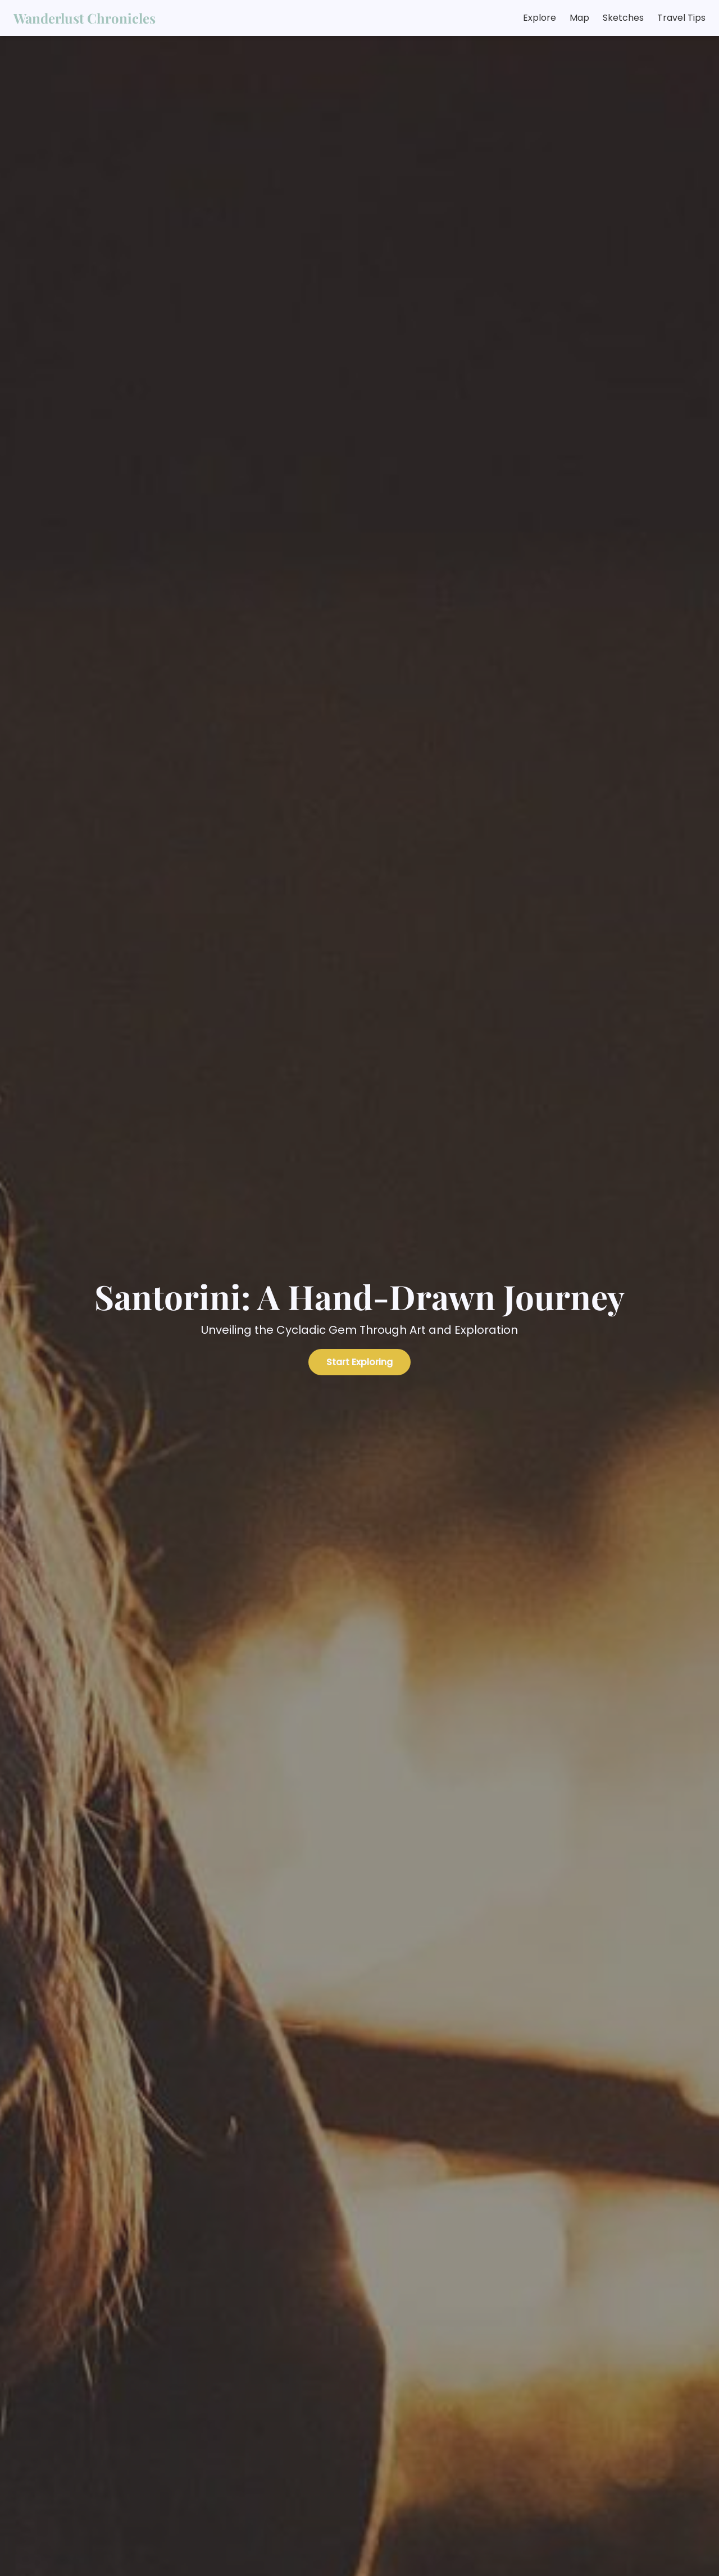 Wanderlust Chronicles
Explore Map Sketches Travel Tips
Santorini: A Hand-Drawn Journey
Unveiling the Cycladic Gem Through Art and Exploration
Start Exploring